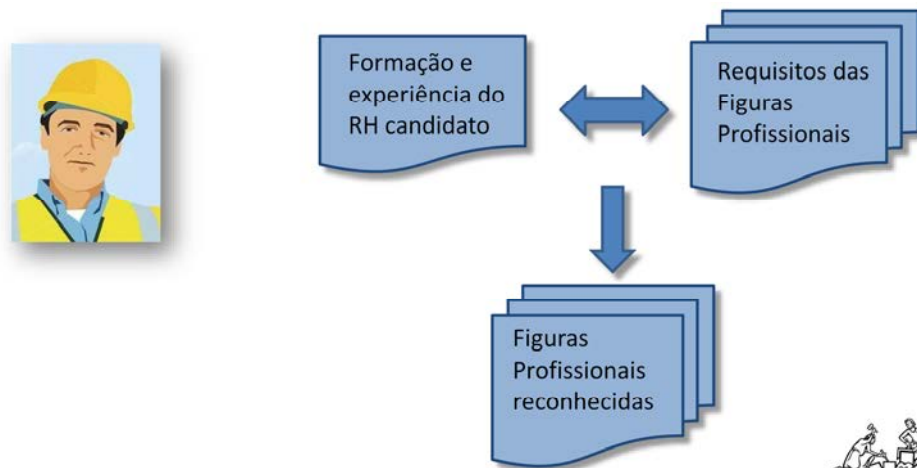 Formação e
experiência do
RH candidato
Requisitos das
Figuras
Profissionais
Figuras
Profissionais
reconhecidas